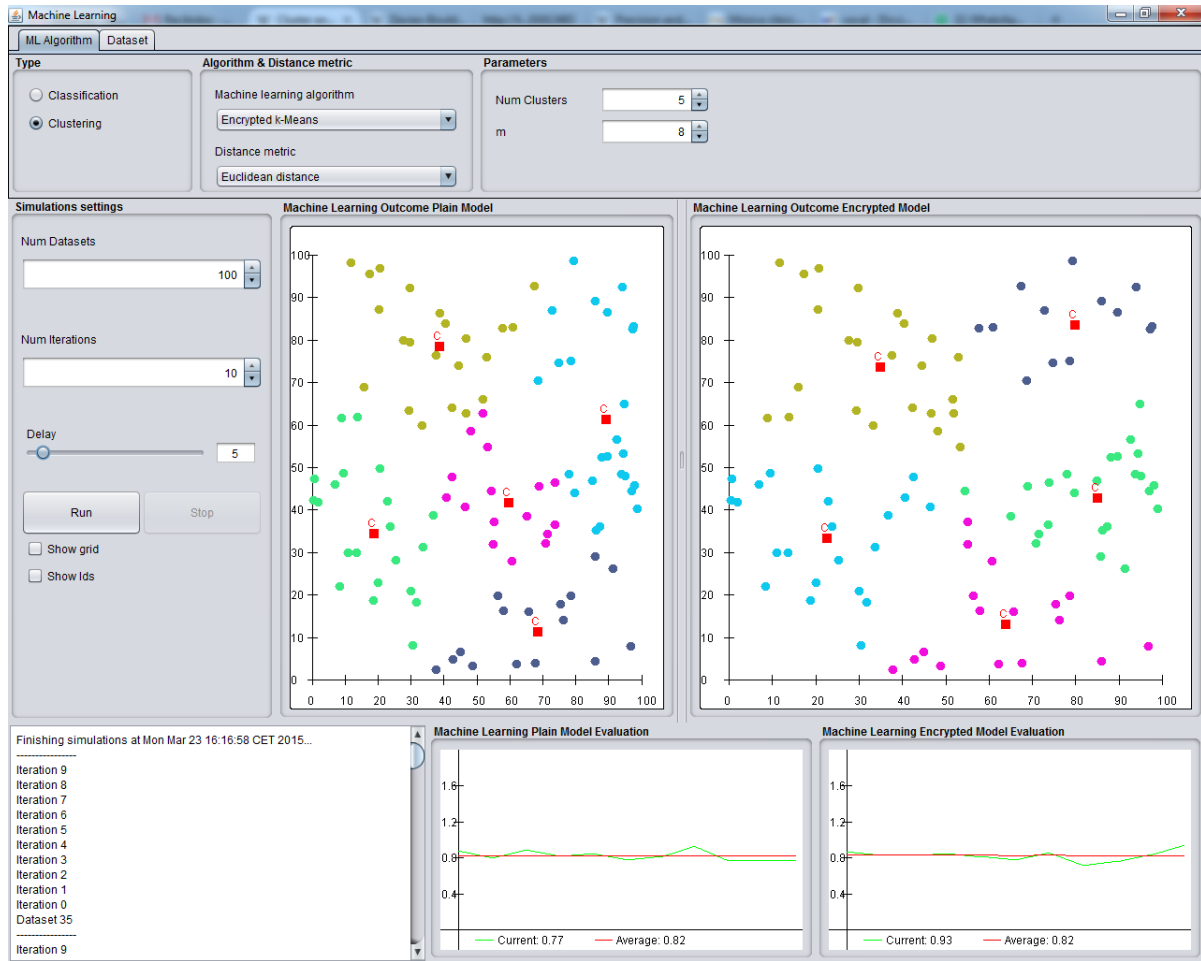 Machine Learning
ML Algorithm Dataset
Type
Classification
Clustering
Algorithm & Distance metric
Machine learning algorithm
Encrypted k-Means
Distance metric
Euclidean distance
Parameters
Num Clusters 5
m 8
Simulations settings
Num Datasets
100
Num Iterations
10
Delay
5
Run Stop
Show grid
Show Ids
Machine Learning Outcome Plain Model
100
90
80
70
60
50
40
30
20
10
0
0 10 20 30 40 50 60 70 80 90 100
C
C
C
C
C
Machine Learning Outcome Encrypted Model
100
90
80
70
60
50
40
30
20
10
0
0 10 20 30 40 50 60 70 80 90 100
C
C
C
C
C
Finishing simulations at Mon Mar 23 16:16:58 CET 2015...
----------------
Iteration 9
Iteration 8
Iteration 7
Iteration 6
Iteration 5
Iteration 4
Iteration 3
Iteration 2
Iteration 1
Iteration 0
Dataset 35
----------------
Iteration 9
Machine Learning Plain Model Evaluation
1.6
1.2
0.8
0.4
Current: 0.77 Average: 0.82
Machine Learning Encrypted Model Evaluation
1.6
1.2
0.8
0.4
Current: 0.93 Average: 0.82